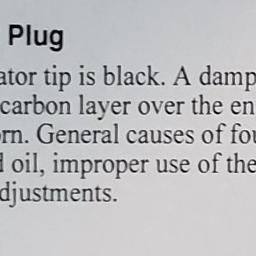 Plug
ator tip is black. A damp
carbon layer over the en
rn. General causes of fou
l oil, improper use of the
djustments.